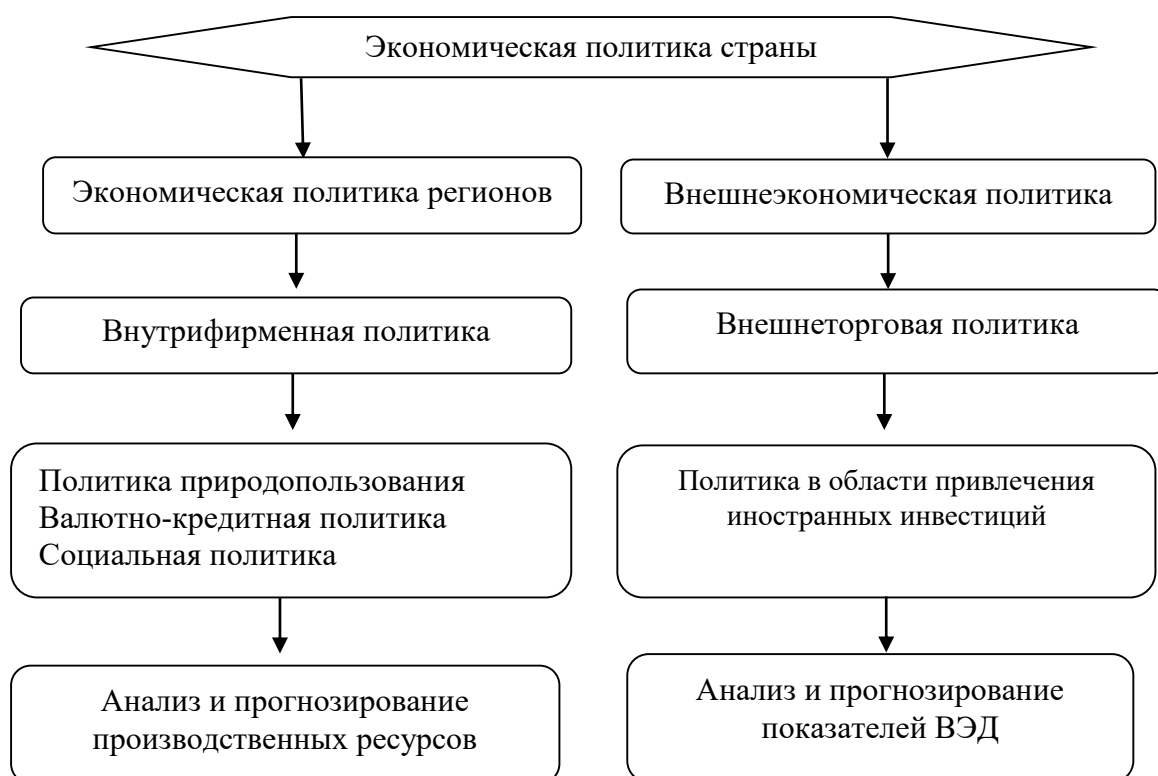 Экономическая политика страны
Экономическая политика регионов
Внешнеэкономическая политика
Внутрифирменная политика
Внешнеторговая политика
Политика природопользования
Валютно-кредитная политика
Социальная политика
Политика в области привлечения
иностранных инвестиций
Анализ и прогнозирование
производственных ресурсов
Анализ и прогнозирование
показателей ВЭД